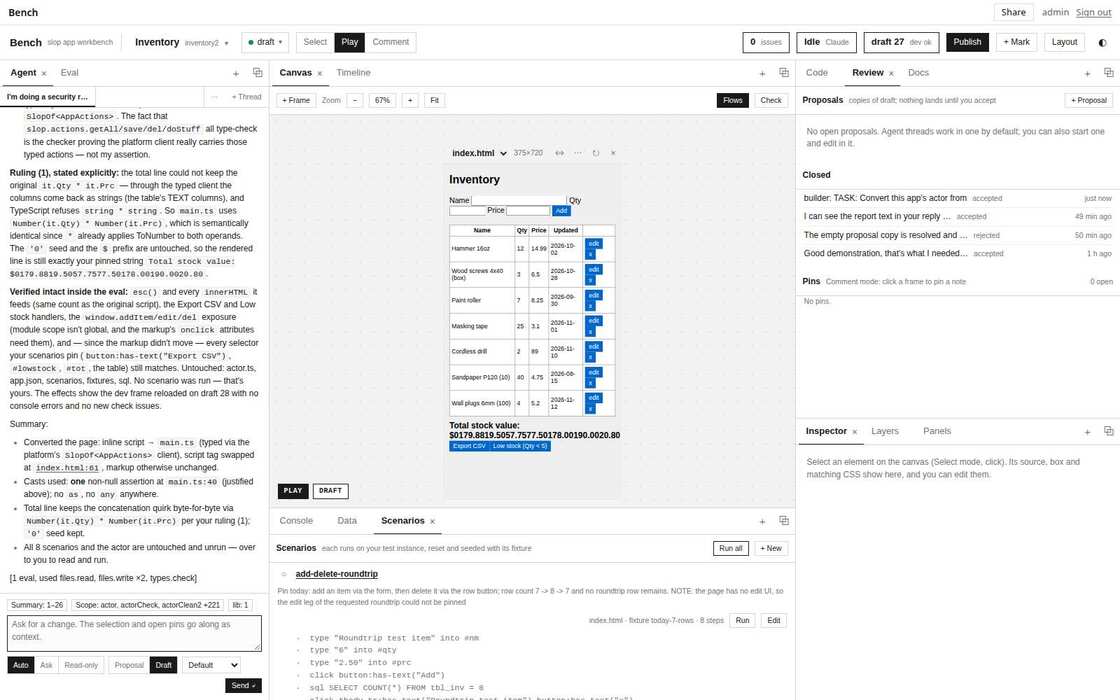 Bench
Share admin Sign out
Bench slop app workbench Inventory inventory2 draft Select Play Comment 0 issues Idle Claude draft 27 dev ok Publish + Mark Layout
Agent × Eval +
I'm doing a security r… ··· + Thread
SlopOf<AppActions> . The fact that
slop.actions.getAll/save/del/doStuff all type-check
is the checker proving the platform client really carries those
typed actions — not my assertion.
Ruling (1), stated explicitly: the total line could not keep the
original it.Qty * it.Prc — through the typed client the
columns come back as strings (the table's TEXT columns), and
TypeScript refuses string * string . So main.ts uses
Number(it.Qty) * Number(it.Prc) , which is semantically
identical since * already applies ToNumber to both operands.
The '0' seed and the $ prefix are untouched, so the rendered
line is still exactly your pinned string Total stock value:
$0179.8819.5057.7577.50178.00190.0020.80 .
Verified intact inside the eval: esc() and every innerHTML it
feeds (same count as the original script), the Export CSV and Low
stock handlers, the window.addItem/edit/del exposure
(module scope isn't global, and the markup's onclick attributes
need them), and — since the markup didn't move — every selector
your scenarios pin ( button:has-text("Export CSV") ,
#lowstock , #tot , the table) still matches. Untouched: actor.ts,
app.json, scenarios, fixtures, sql. No scenario was run — that's
yours. The effects show the dev frame reloaded on draft 28 with no
console errors and no new check issues.
Summary:
• Converted the page: inline script → main.ts (typed via the
platform's SlopOf<AppActions> client), script tag swapped
at index.html:61 , markup otherwise unchanged.
• Casts used: one non-null assertion at main.ts:40 (justified
above); no as , no any anywhere.
• Total line keeps the concatenation quirk byte-for-byte via
Number(it.Qty) * Number(it.Prc) per your ruling (1);
'0' seed kept.
• All 8 scenarios and the actor are untouched and unrun — over
to you to read and run.
[1 eval, used files.read, files.write ×2, types.check]
Summary: 1–26 Scope: actor, actorCheck, actorClean2 +221 lib: 1
Ask for a change. The selection and open pins go along as
context.
Auto Ask Read-only Proposal Draft Default
Send
Canvas × Timeline +
+ Frame Zoom − 67% + Fit Flows Check
index.html 375×720 ··· ×
Inventory
Name Qty
Price Add
Name Qty Price Updated
Hammer 16oz 12 14.99 2026-10-02 edit x
Wood screws 4x40 (box) 3 6.5 2026-10-28 edit x
Paint roller 7 8.25 2026-09-30 edit x
Masking tape 25 3.1 2026-11-01 edit x
Cordless drill 2 89 2026-11-10 edit x
Sandpaper P120 (10) 40 4.75 2026-08-15 edit x
Wall plugs 6mm (100) 4 5.2 2026-11-12 edit x
Total stock value:
$0179.8819.5057.7577.50178.00190.0020.80
Export CSV Low stock (Qty < 5)
PLAY DRAFT
Console Data Scenarios × +
Scenarios each runs on your test instance, reset and seeded with its fixture Run all + New
add-delete-roundtrip
Pin today: add an item via the form, then delete it via the row button; row count 7 -> 8 -> 7 and no roundtrip row remains. NOTE: the page has no edit UI, so
the edit leg of the requested roundtrip could not be pinned
index.html · fixture today-7-rows · 8 steps Run Edit
· type "Roundtrip test item" into #nm
· type "6" into #qty
· type "2.50" into #prc
· click button:has-text("Add")
· sql SELECT COUNT(*) FROM tbl_inv = 8
Code Review × Docs +
Proposals copies of draft; nothing lands until you accept + Proposal
No open proposals. Agent threads work in one by default; you can also start one
and edit in it.
Closed
builder: TASK: Convert this app's actor from accepted just now
I can see the report text in your reply … accepted 49 min ago
The empty proposal copy is resolved and … rejected 50 min ago
Good demonstration, that's what I needed… accepted 1 h ago
Pins Comment mode: click a frame to pin a note 0 open
No pins.
Inspector × Layers Panels +
Select an element on the canvas (Select mode, click). Its source, box and
matching CSS show here, and you can edit them.